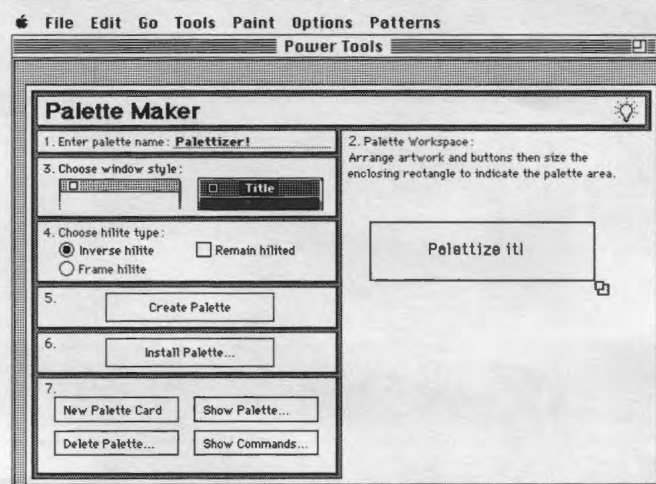 File Edit Go Tools Paint Options Patterns
Power Tools
Palette Maker
1. Enter palette name: Palettizer!
3. Choose window style:
Title
4. Choose hilite type:
Inverse hilite
Remain hilited
Frame hilite
5.
Create Palette
6.
Install Palette...
7.
New Palette Card
Show Palette...
Delete Palette...
Show Commands...
2. Palette Workspace:
Arrange artwork and buttons then size the
enclosing rectangle to indicate the palette area.
Palettize it!